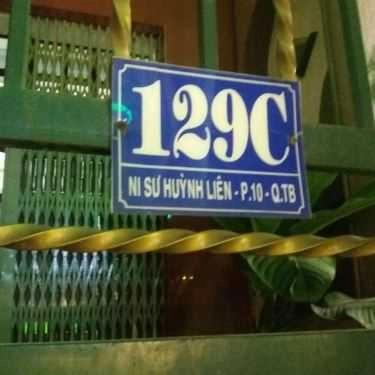 129C
NI SƯ HUỲNH LIÊN - P.10 - Q.TB